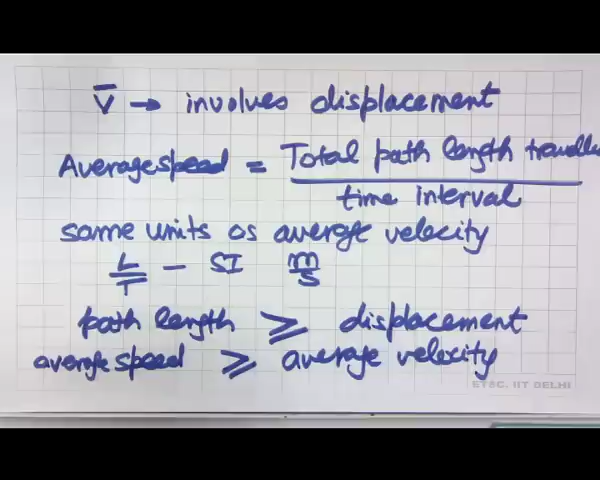 v̄ → involves displacement
Average speed = Total path length travelle
time interval
same units as average velocity
L/T - SI m/s
path length ≥ displacement
average speed ≥ average velocity
ETSC, IIT DELHI